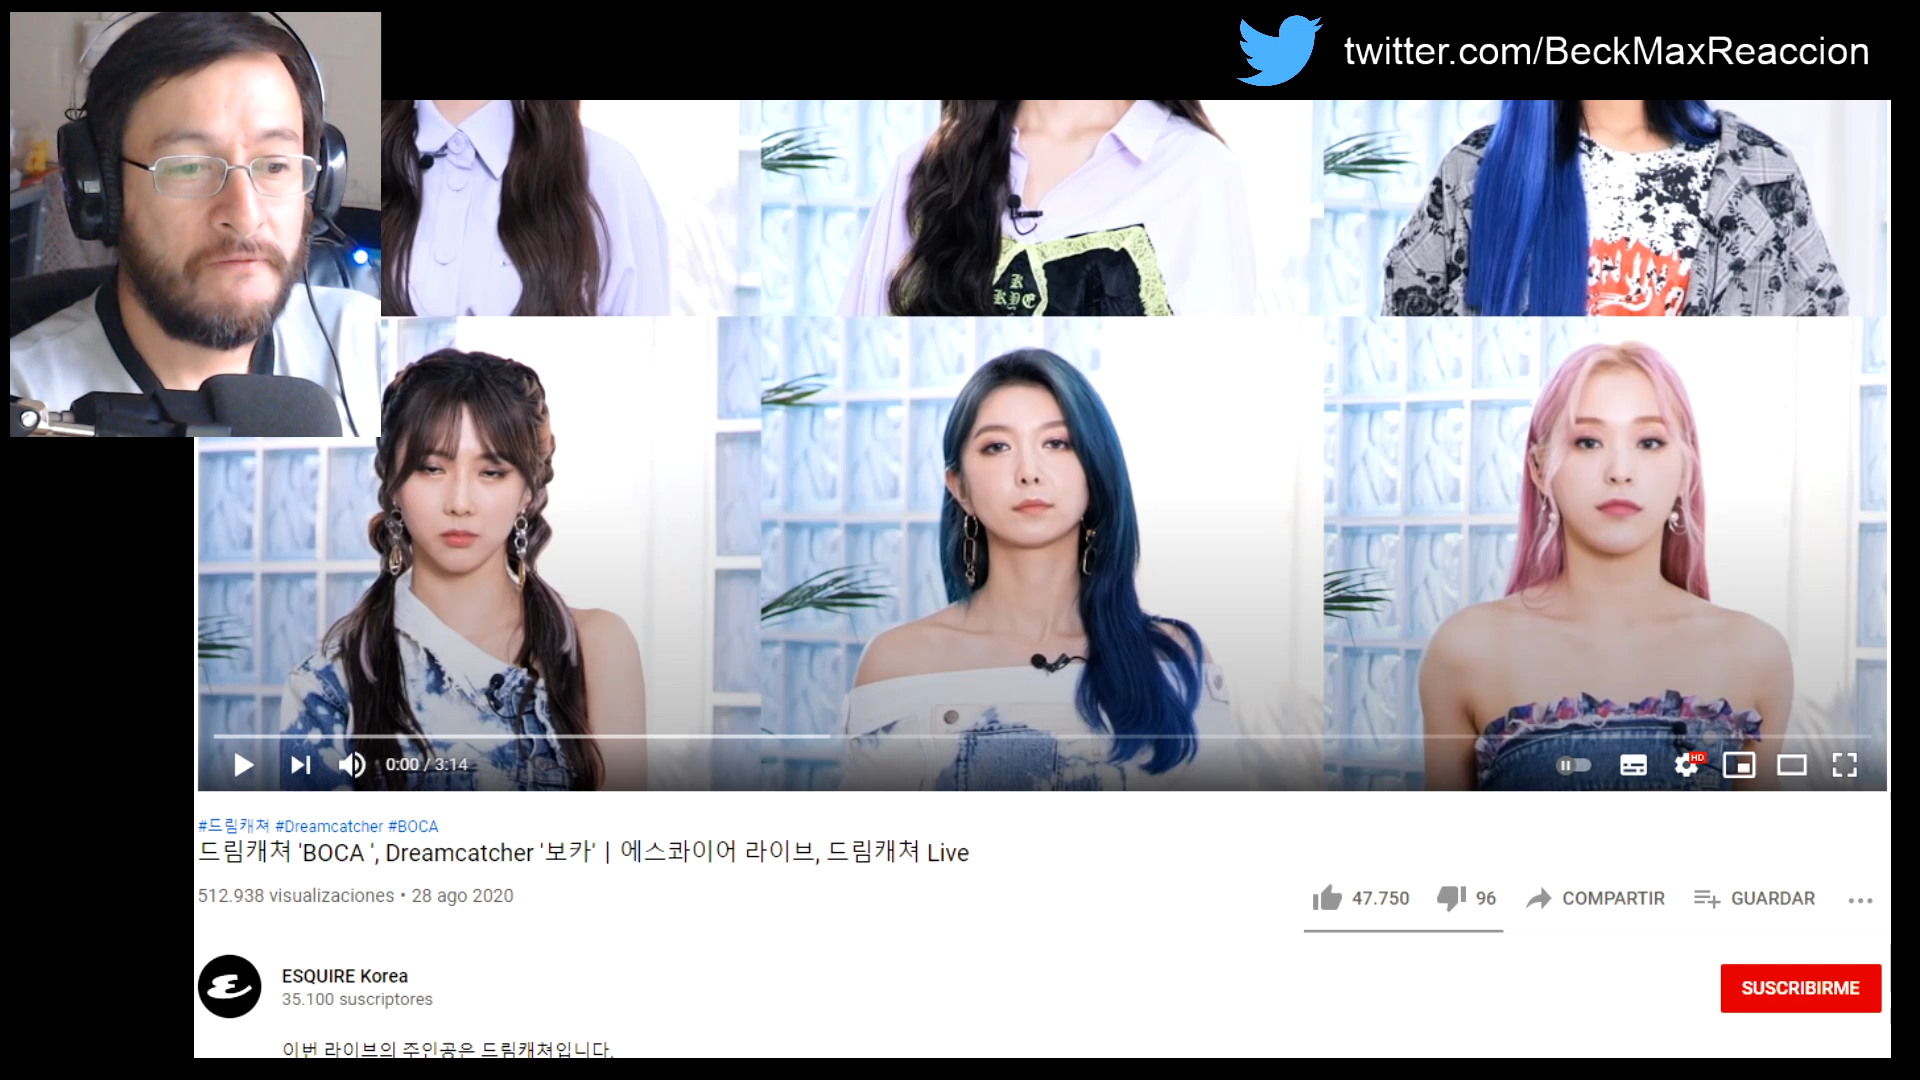 twitter.com/BeckMaxReaccion
K
KYE
0:00 / 3:14
HD
#드림캐쳐 #Dreamcatcher #BOCA
드림캐쳐 'BOCA ', Dreamcatcher '보카' | 에스콰이어 라이브, 드림캐쳐 Live
512.938 visualizaciones • 28 ago 2020
47.750
96
COMPARTIR
GUARDAR
ESQUIRE Korea
35.100 suscriptores
SUSCRIBIRME
이번 라이브의 주인공은 드림캐쳐입니다.